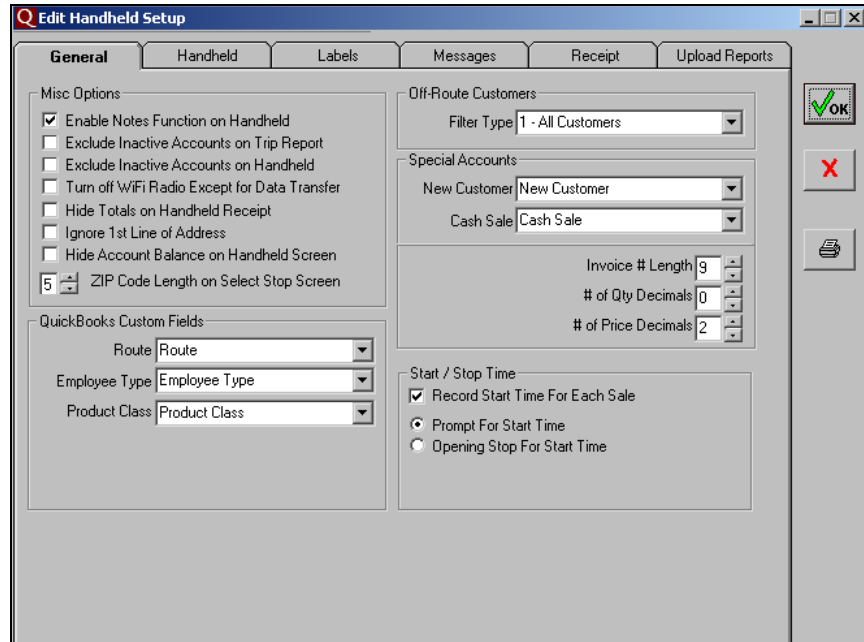 Edit Handheld Setup
General Handheld Labels Messages Receipt Upload Reports
Misc Options
Enable Notes Function on Handheld
Exclude Inactive Accounts on Trip Report
Exclude Inactive Accounts on Handheld
Turn off WiFi Radio Except for Data Transfer
Hide Totals on Handheld Receipt
Ignore 1st Line of Address
Hide Account Balance on Handheld Screen
5 ZIP Code Length on Select Stop Screen
QuickBooks Custom Fields
Route Route
Employee Type Employee Type
Product Class Product Class
Off-Route Customers
Filter Type 1 - All Customers
Special Accounts
New Customer New Customer
Cash Sale Cash Sale
Invoice # Length 9
# of Qty Decimals 0
# of Price Decimals 2
Start / Stop Time
Record Start Time For Each Sale
Prompt For Start Time
Opening Stop For Start Time
OK